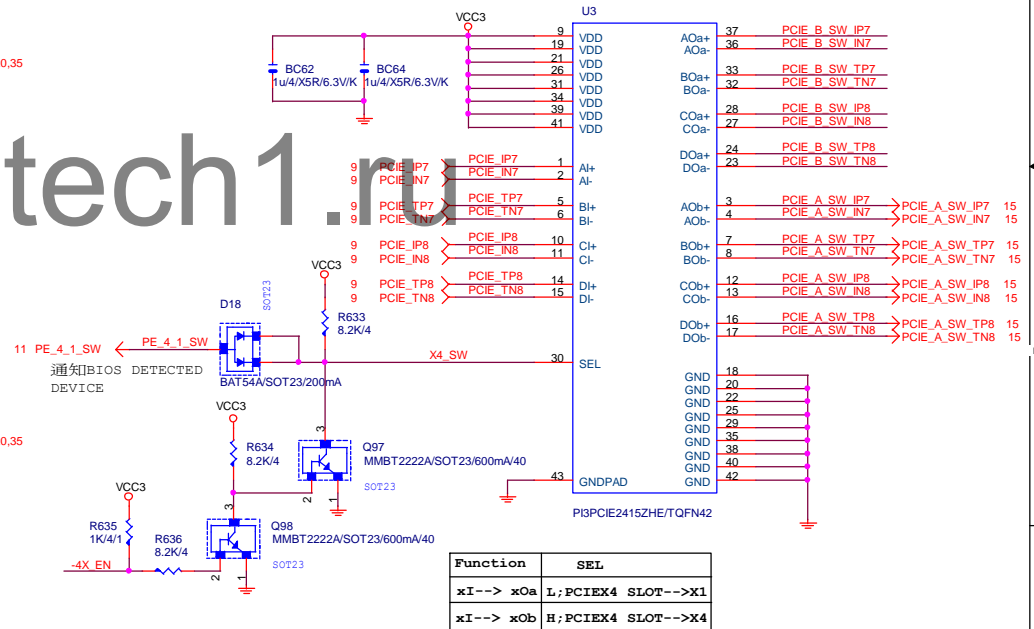 U3
VCC3
0,35
BC62
1u/4/X5R/6.3V/K
BC64
1u/4/X5R/6.3V/K
9 VDD
19 VDD
21 VDD
26 VDD
31 VDD
34 VDD
39 VDD
41 VDD
AOa+ 37 PCIE_B_SW_IP7
AOa- 36 PCIE_B_SW_IN7
BOa+ 33 PCIE_B_SW_TP7
BOa- 32 PCIE_B_SW_TN7
COa+ 28 PCIE_B_SW_IP8
COa- 27 PCIE_B_SW_IN8
DOa+ 24 PCIE_B_SW_TP8
DOa- 23 PCIE_B_SW_TN8
tech1.ru
9 PCIE_IP7 PCIE_IP7 1 AI+
9 PCIE_IN7 PCIE_IN7 2 AI-
9 PCIE_TP7 PCIE_TP7 5 BI+
9 PCIE_TN7 PCIE_TN7 6 BI-
9 PCIE_IP8 PCIE_IP8 10 CI+
9 PCIE_IN8 PCIE_IN8 11 CI-
9 PCIE_TP8 PCIE_TP8 14 DI+
9 PCIE_TN8 PCIE_TN8 15 DI-
AOb+ 3 PCIE_A_SW_IP7 PCIE_A_SW_IP7 15
AOb- 4 PCIE_A_SW_IN7 PCIE_A_SW_IN7 15
BOb+ 7 PCIE_A_SW_TP7 PCIE_A_SW_TP7 15
BOb- 8 PCIE_A_SW_TN7 PCIE_A_SW_TN7 15
COb+ 12 PCIE_A_SW_IP8 PCIE_A_SW_IP8 15
COb- 13 PCIE_A_SW_IN8 PCIE_A_SW_IN8 15
DOb+ 16 PCIE_A_SW_TP8 PCIE_A_SW_TP8 15
DOb- 17 PCIE_A_SW_TN8 PCIE_A_SW_TN8 15
VCC3
R633
8.2K/4
D18
SOT23
11 PE_4_1_SW PE_4_1_SW
BAT54A/SOT23/200mA
通知BIOS DETECTED
DEVICE
X4_SW 30 SEL
GND 18
GND 20
GND 22
GND 25
GND 29
GND 35
GND 38
GND 40
GND 42
43 GNDPAD
PI3PCIE2415ZHE/TQFN42
0,35
VCC3
R634
8.2K/4
3
2
1
Q97
MMBT2222A/SOT23/600mA/40
SOT23
VCC3
R635
1K/4/1
R636
8.2K/4
-4X_EN
3
2
1
Q98
MMBT2222A/SOT23/600mA/40
SOT23
Function SEL
xI--> xOa L;PCIEX4 SLOT-->X1
xI--> xOb H;PCIEX4 SLOT-->X4